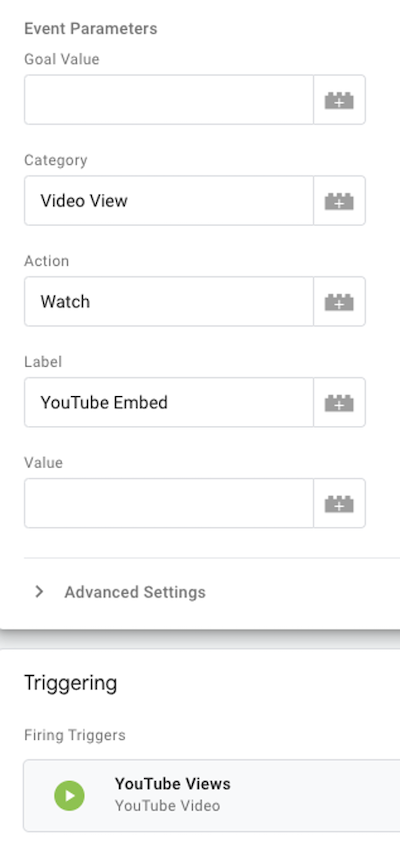 Event Parameters
Goal Value
Category
Video View
Action
Watch
Label
YouTube Embed
Value
Advanced Settings
Triggering
Firing Triggers
YouTube Views
YouTube Video